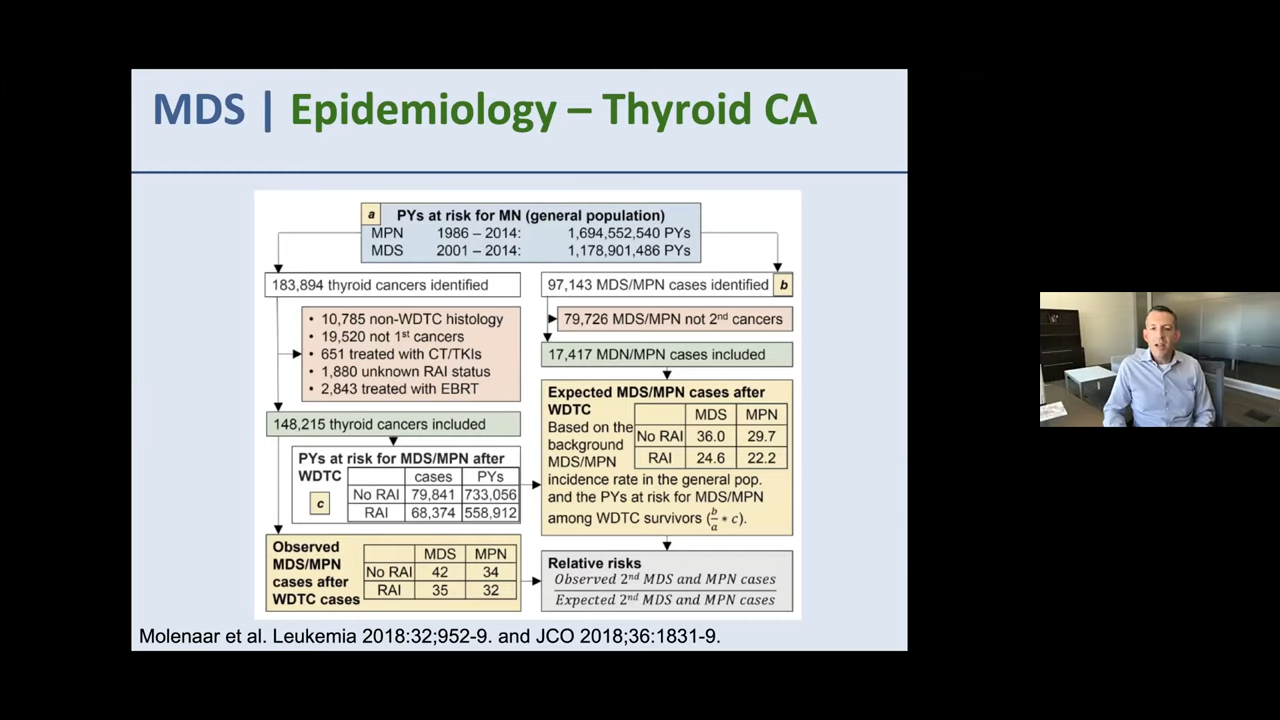 MDS | Epidemiology – Thyroid CA
a PYs at risk for MN (general population)
MPN 1986 – 2014: 1,694,552,540 PYs
MDS 2001 – 2014: 1,178,901,486 PYs
183,894 thyroid cancers identified
• 10,785 non-WDTC histology
• 19,520 not 1st cancers
• 651 treated with CT/TKIs
• 1,880 unknown RAI status
• 2,843 treated with EBRT
148,215 thyroid cancers included
PYs at risk for MDS/MPN after
WDTC
c
cases PYs
No RAI 79,841 733,056
RAI 68,374 558,912
Observed
MDS/MPN
cases after
WDTC cases
MDS MPN
No RAI 42 34
RAI 35 32
97,143 MDS/MPN cases identified b
79,726 MDS/MPN not 2nd cancers
17,417 MDN/MPN cases included
Expected MDS/MPN cases after
WDTC
Based on the
background
MDS/MPN
MDS MPN
No RAI 36.0 29.7
RAI 24.6 22.2
incidence rate in the general pop.
and the PYs at risk for MDS/MPN
among WDTC survivors (b/a * c).
Relative risks
Observed 2nd MDS and MPN cases
Expected 2nd MDS and MPN cases
Molenaar et al. Leukemia 2018:32;952-9. and JCO 2018;36:1831-9.